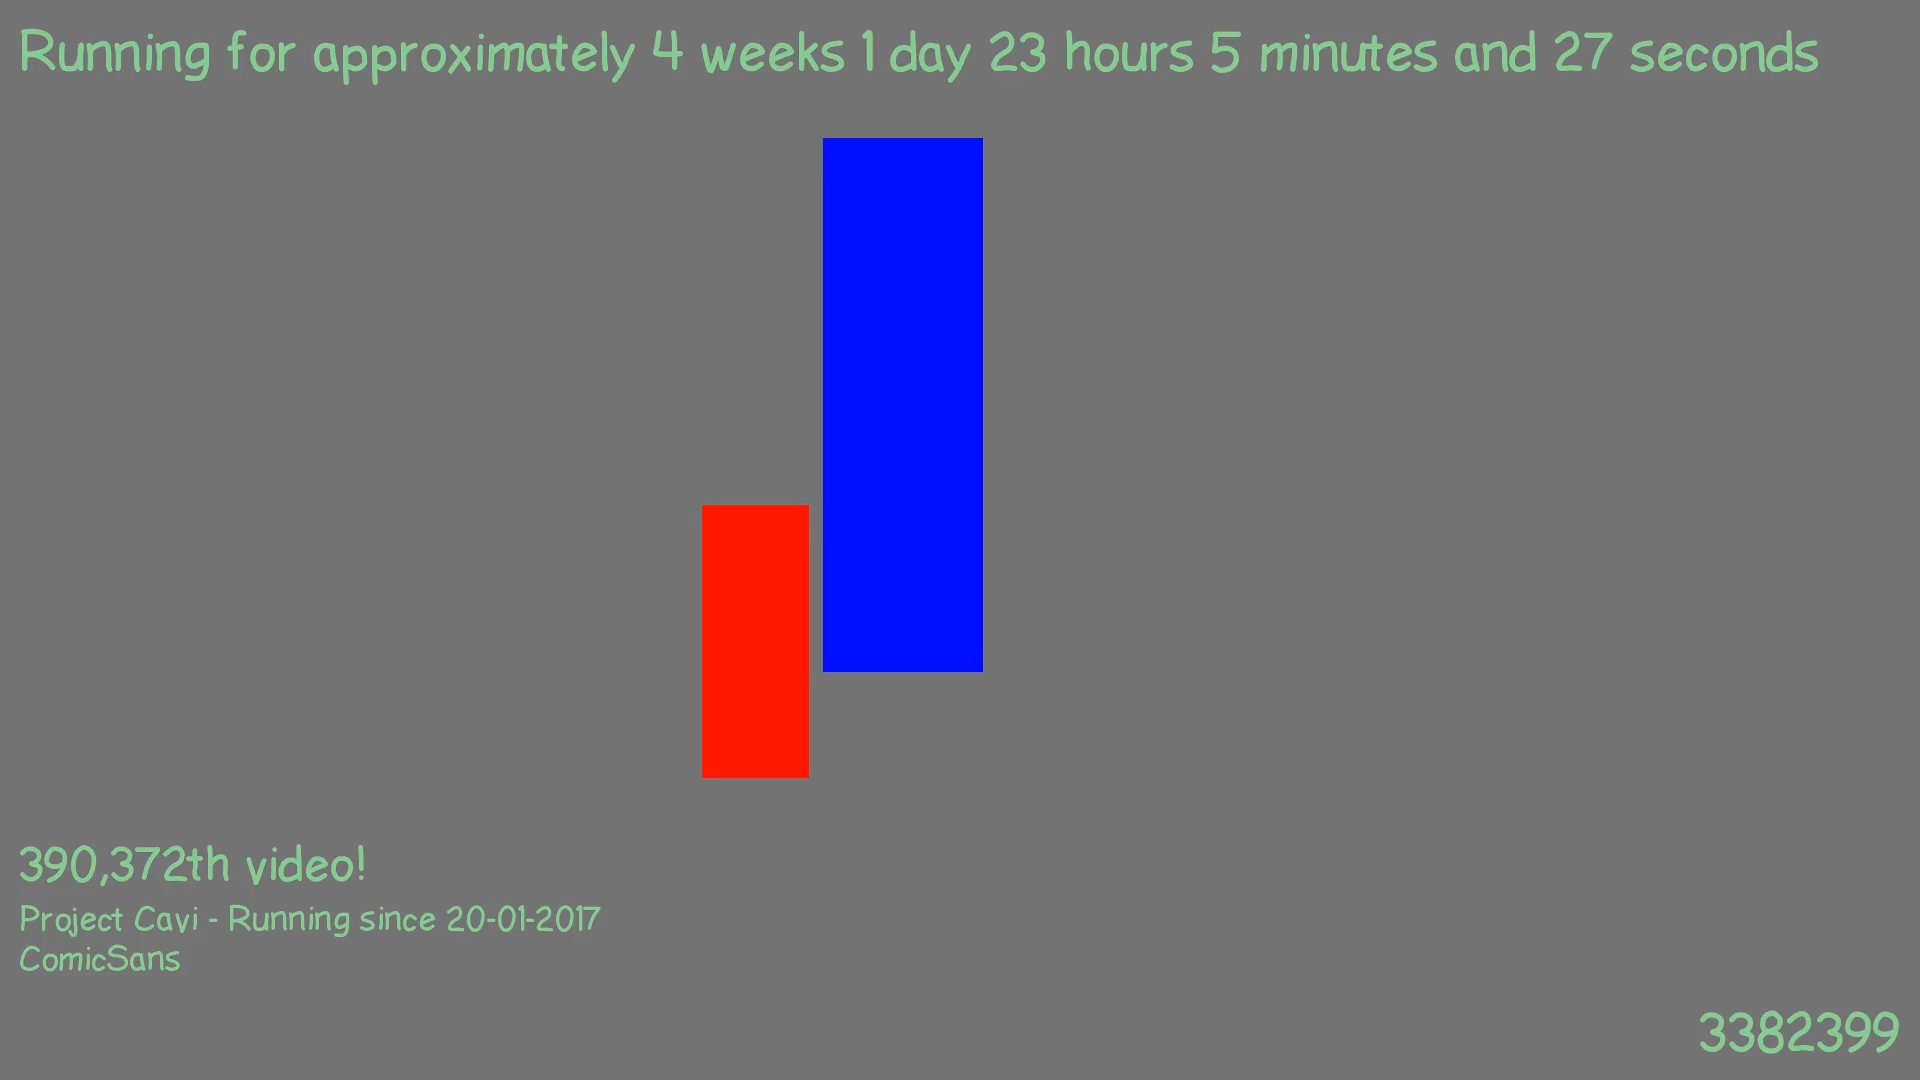 Running for approximately 4 weeks 1 day 23 hours 5 minutes and 27 seconds
390,372th video!
Project Cavi - Running since 20-01-2017
ComicSans
3382399